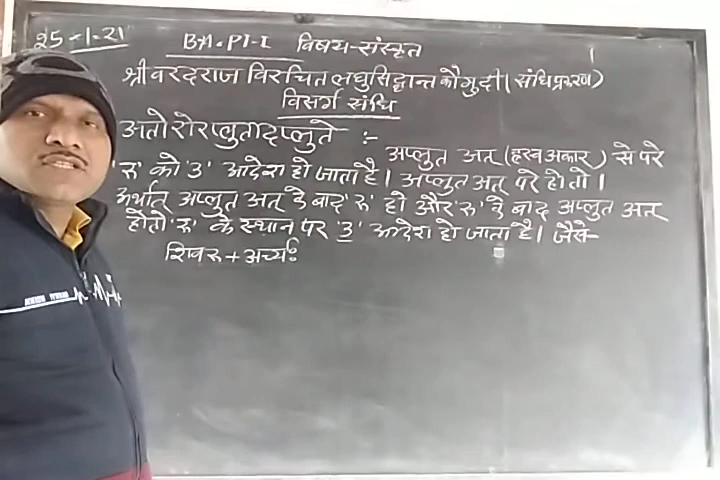 25-1-21
B.A. PT-I विषय-संस्कृत
श्री वरदराज विरचित लघुसिद्धान्त कौमुदी (संधि प्रकरण)
विसर्ग संधि
अतोरोरप्लुतादप्लुते :-
अप्लुत अत् (ह्रस्व अकार) से परे
'रु' को 'उ' आदेश हो जाता है। अप्लुत अत् परे हो तो।
अर्थात् अप्लुत अत् के बाद 'रु' हो और 'रु' के बाद अप्लुत अत्
हो तो 'रु' के स्थान पर 'उ' आदेश हो जाता है। जैसे-
शिवरु + अर्च्यः